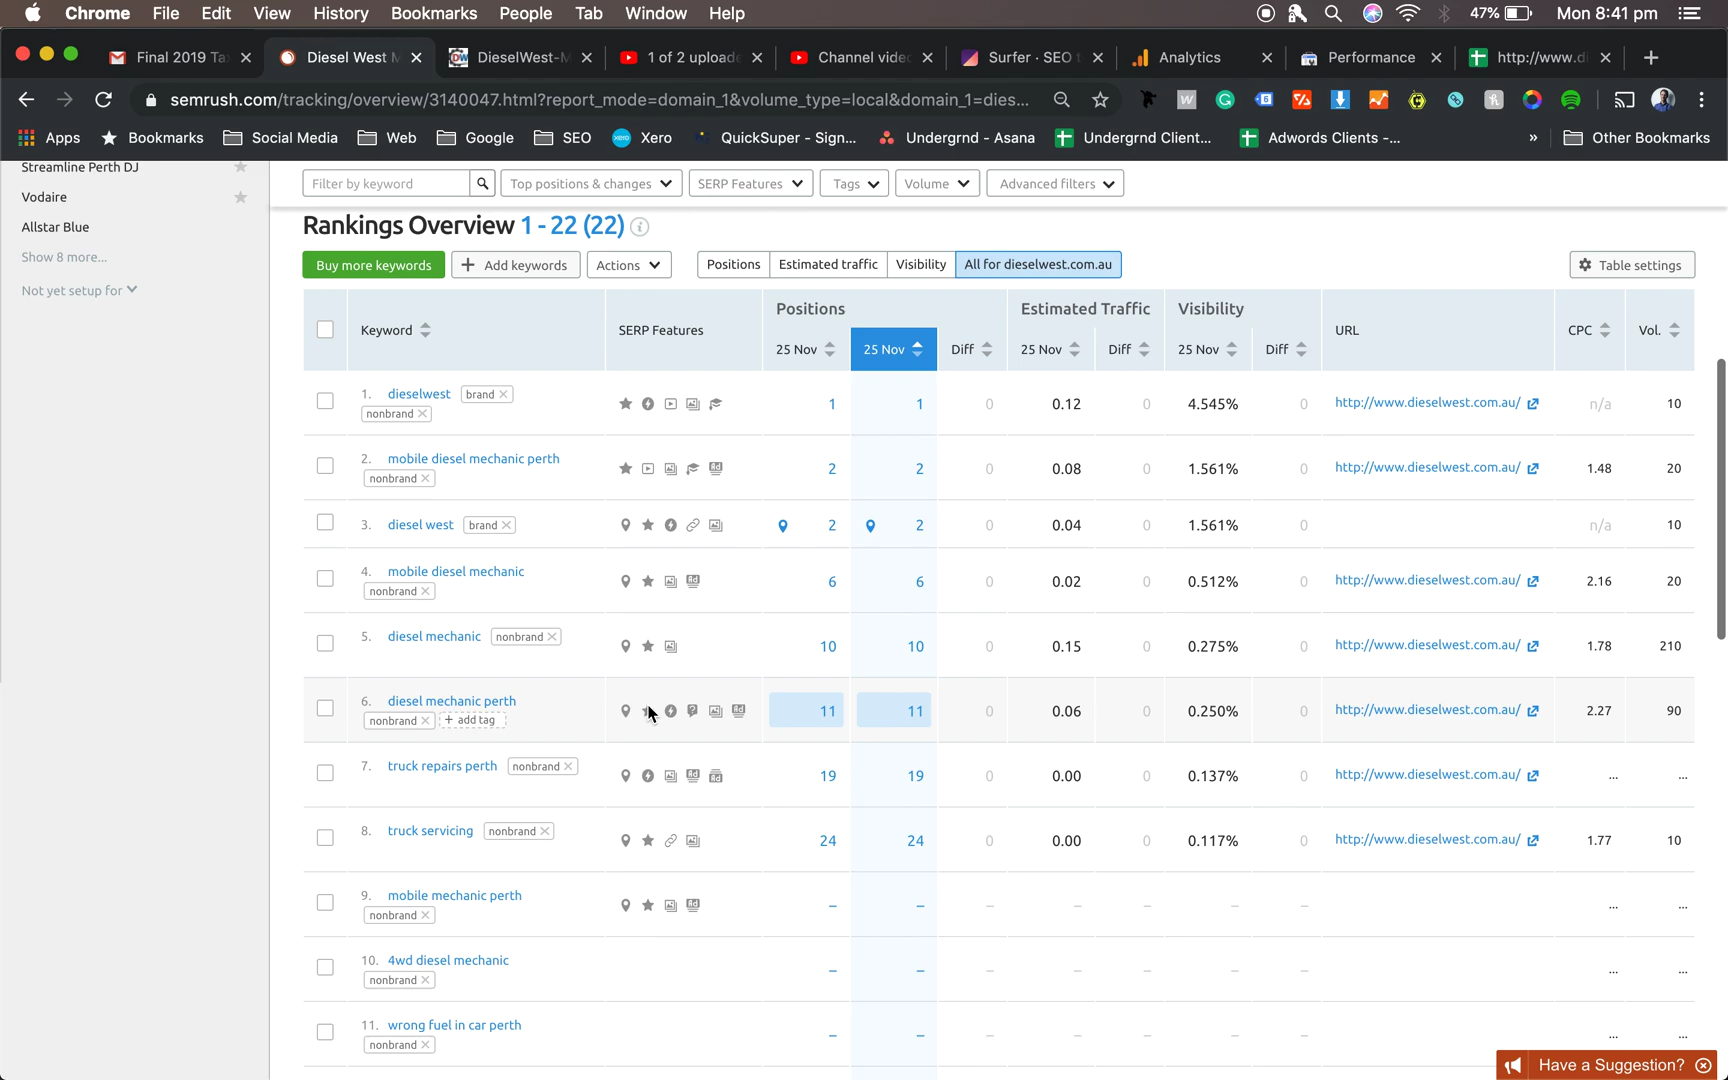 Chrome File Edit View History Bookmarks People Tab Window Help 47% Mon 8:41 pm
Final 2019 Ta Diesel West M DieselWest-M 1 of 2 uploade Channel vide Surfer · SEO t Analytics Performance http://www.di
semrush.com/tracking/overview/3140047.html?report_mode=domain_1&volume_type=local&domain_1=dies...
Apps Bookmarks Social Media Web Google SEO Xero QuickSuper - Sign... Undergrnd - Asana Undergrnd Client... Adwords Clients -... » Other Bookmarks
Streamline Perth DJ
Vodaire
Allstar Blue
Show 8 more...
Not yet setup for
Filter by keyword Top positions & changes SERP Features Tags Volume Advanced filters
Rankings Overview 1 - 22 (22)
Buy more keywords + Add keywords Actions Positions Estimated traffic Visibility All for dieselwest.com.au Table settings
Keyword SERP Features Positions Estimated Traffic Visibility URL CPC Vol.
25 Nov 25 Nov Diff 25 Nov Diff 25 Nov Diff
1. dieselwest brand 1 1 0 0.12 0 4.545% 0 http://www.dieselwest.com.au/ n/a 10
nonbrand
2. mobile diesel mechanic perth 2 2 0 0.08 0 1.561% 0 http://www.dieselwest.com.au/ 1.48 20
nonbrand
3. diesel west brand 2 2 0 0.04 0 1.561% 0 n/a 10
4. mobile diesel mechanic 6 6 0 0.02 0 0.512% 0 http://www.dieselwest.com.au/ 2.16 20
nonbrand
5. diesel mechanic nonbrand 10 10 0 0.15 0 0.275% 0 http://www.dieselwest.com.au/ 1.78 210
6. diesel mechanic perth 11 11 0 0.06 0 0.250% 0 http://www.dieselwest.com.au/ 2.27 90
nonbrand + add tag
7. truck repairs perth nonbrand 19 19 0 0.00 0 0.137% 0 http://www.dieselwest.com.au/ ... ...
8. truck servicing nonbrand 24 24 0 0.00 0 0.117% 0 http://www.dieselwest.com.au/ 1.77 10
9. mobile mechanic perth – – – – – – – ... ...
nonbrand
10. 4wd diesel mechanic – – – – – – – ... ...
nonbrand
11. wrong fuel in car perth – – – – – – – ... ...
nonbrand
Have a Suggestion?